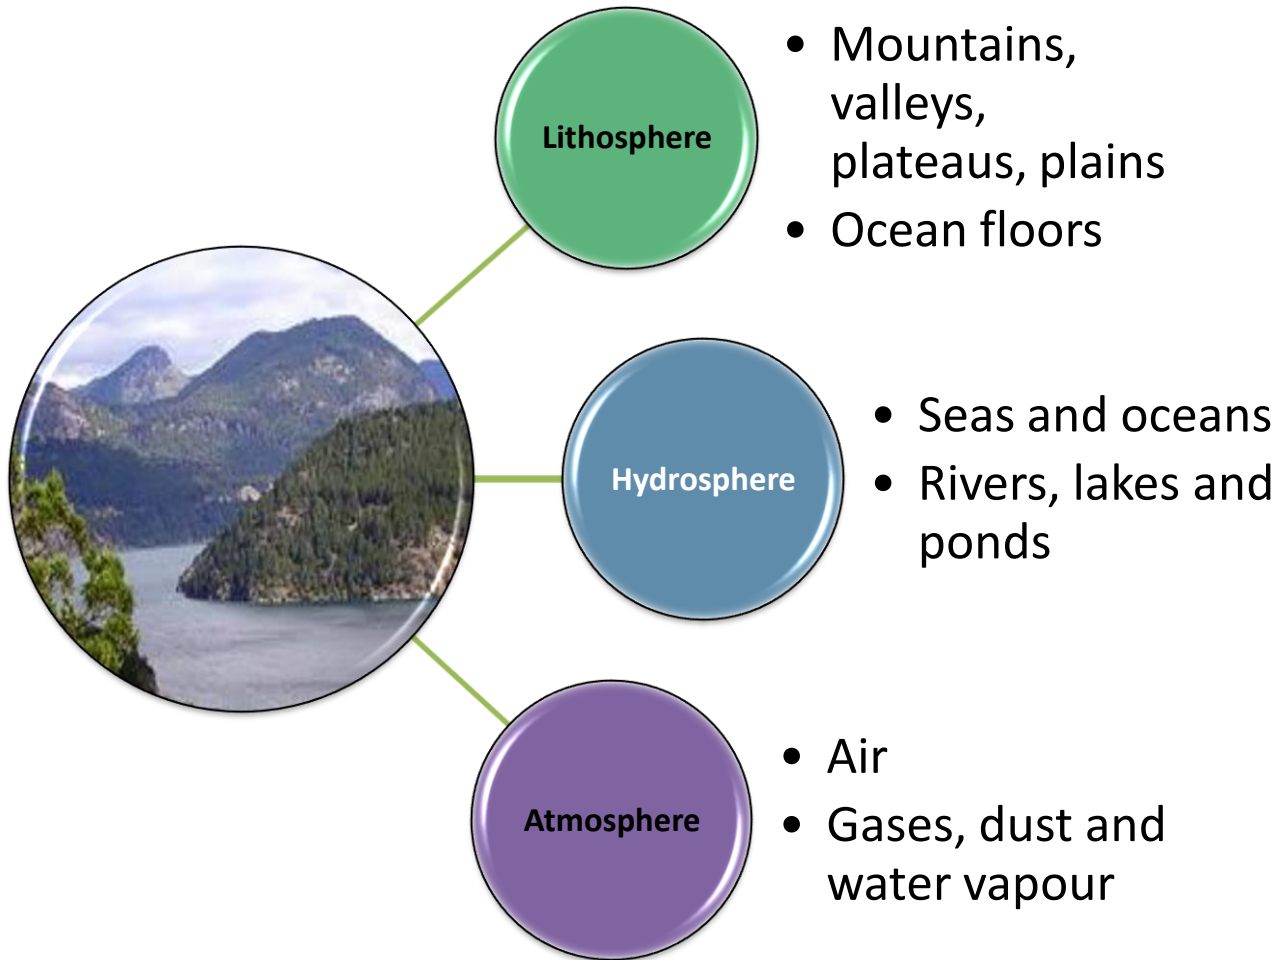 Lithosphere
• Mountains,
valleys,
plateaus, plains
• Ocean floors
Hydrosphere
• Seas and oceans
• Rivers, lakes and
ponds
Atmosphere
• Air
• Gases, dust and
water vapour